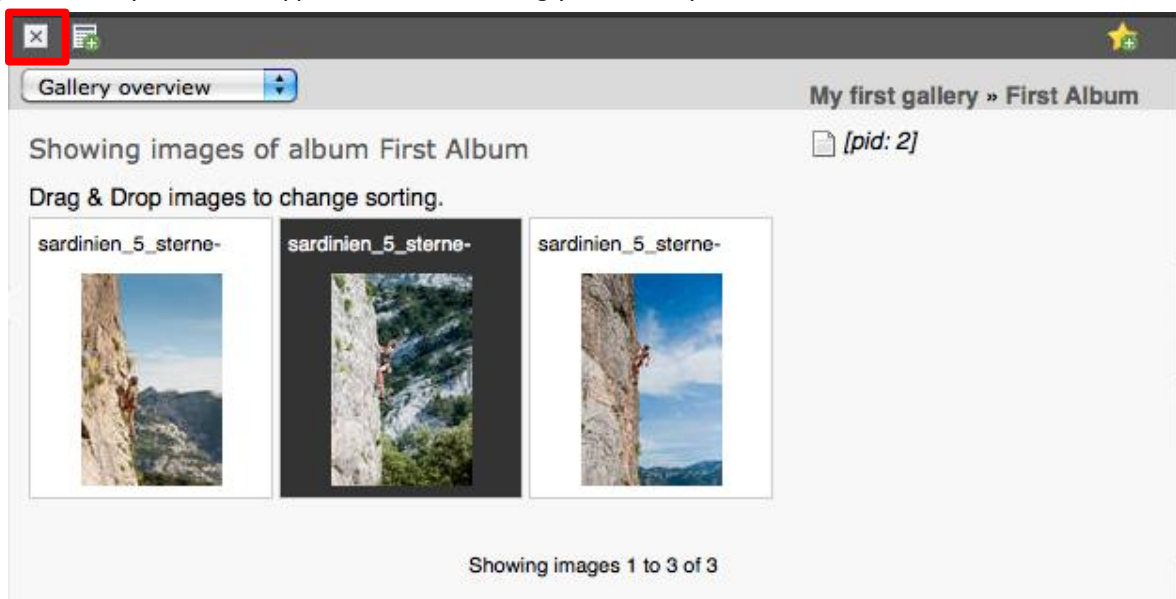 Gallery overview
My first gallery » First Album
Showing images of album First Album
[pid: 2]
Drag & Drop images to change sorting.
sardinien_5_sterne-
sardinien_5_sterne-
sardinien_5_sterne-
Showing images 1 to 3 of 3